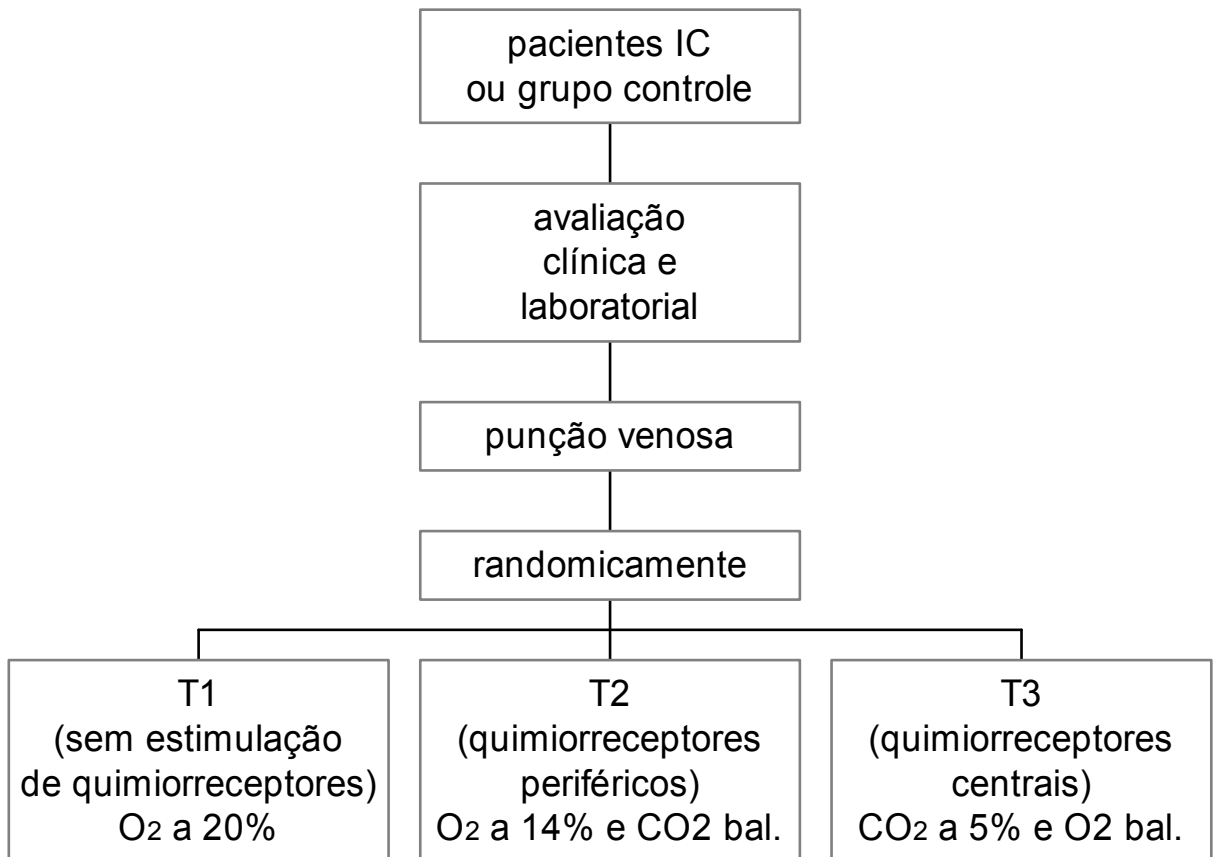 pacientes IC
ou grupo controle
avaliação
clínica e
laboratorial
punção venosa
randomicamente
T1
(sem estimulação
de quimiorreceptores)
O2 a 20%
T2
(quimiorreceptores
periféricos)
O2 a 14% e CO2 bal.
T3
(quimiorreceptores
centrais)
CO2 a 5% e O2 bal.